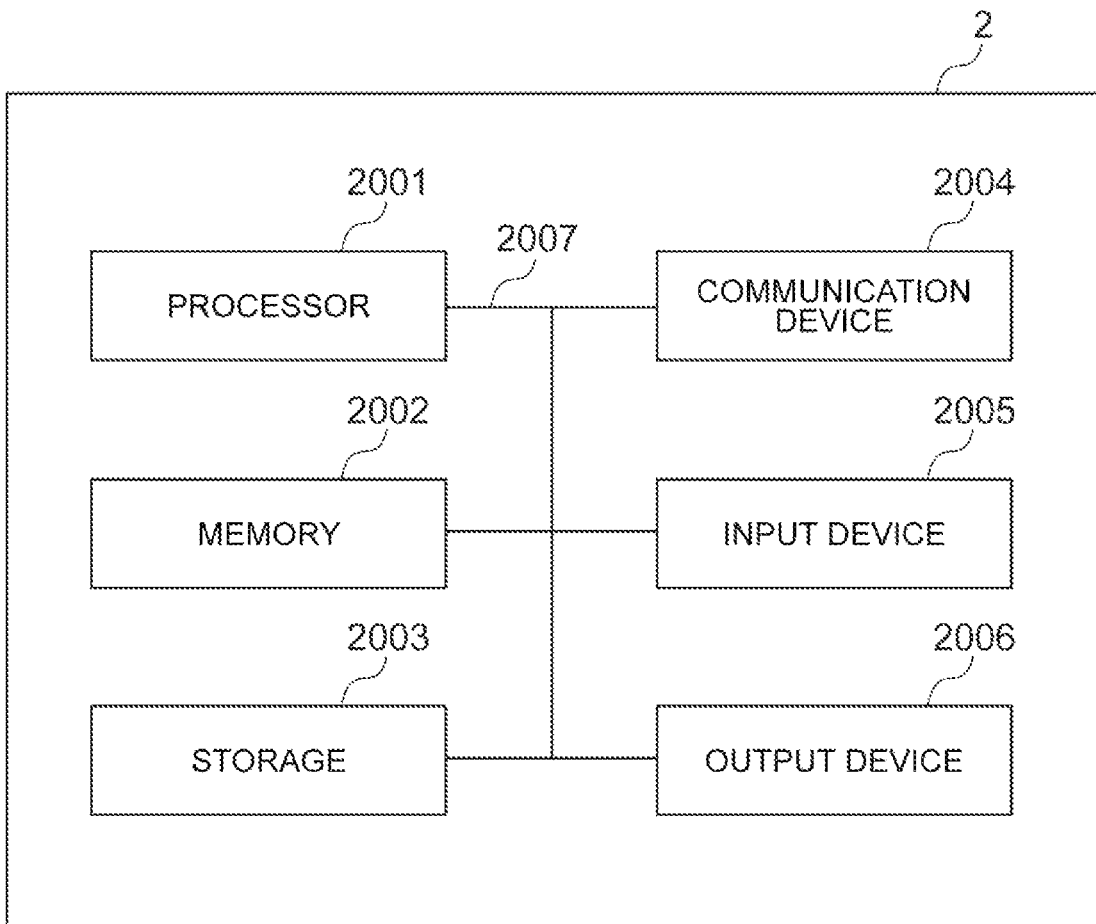 2
2001
2007
2004
PROCESSOR
COMMUNICATION
DEVICE
2002
2005
MEMORY
INPUT DEVICE
2003
2006
STORAGE
OUTPUT DEVICE